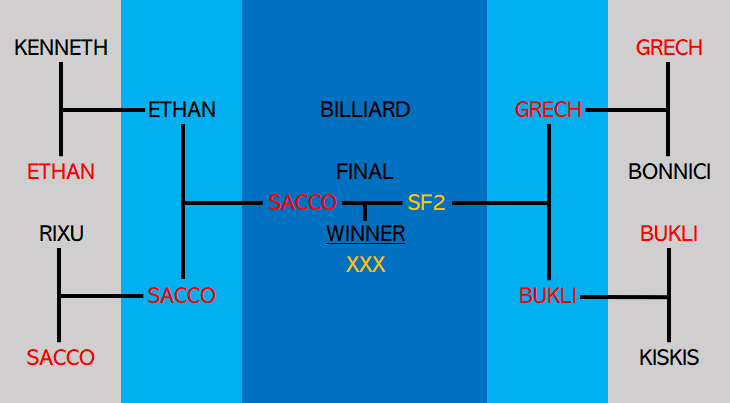 KENNETH
GRECH
ETHAN
BILLIARD
GRECH
ETHAN
FINAL
BONNICI
SACCO
SF2
RIXU
WINNER
BUKLI
XXX
SACCO
BUKLI
SACCO
KISKIS